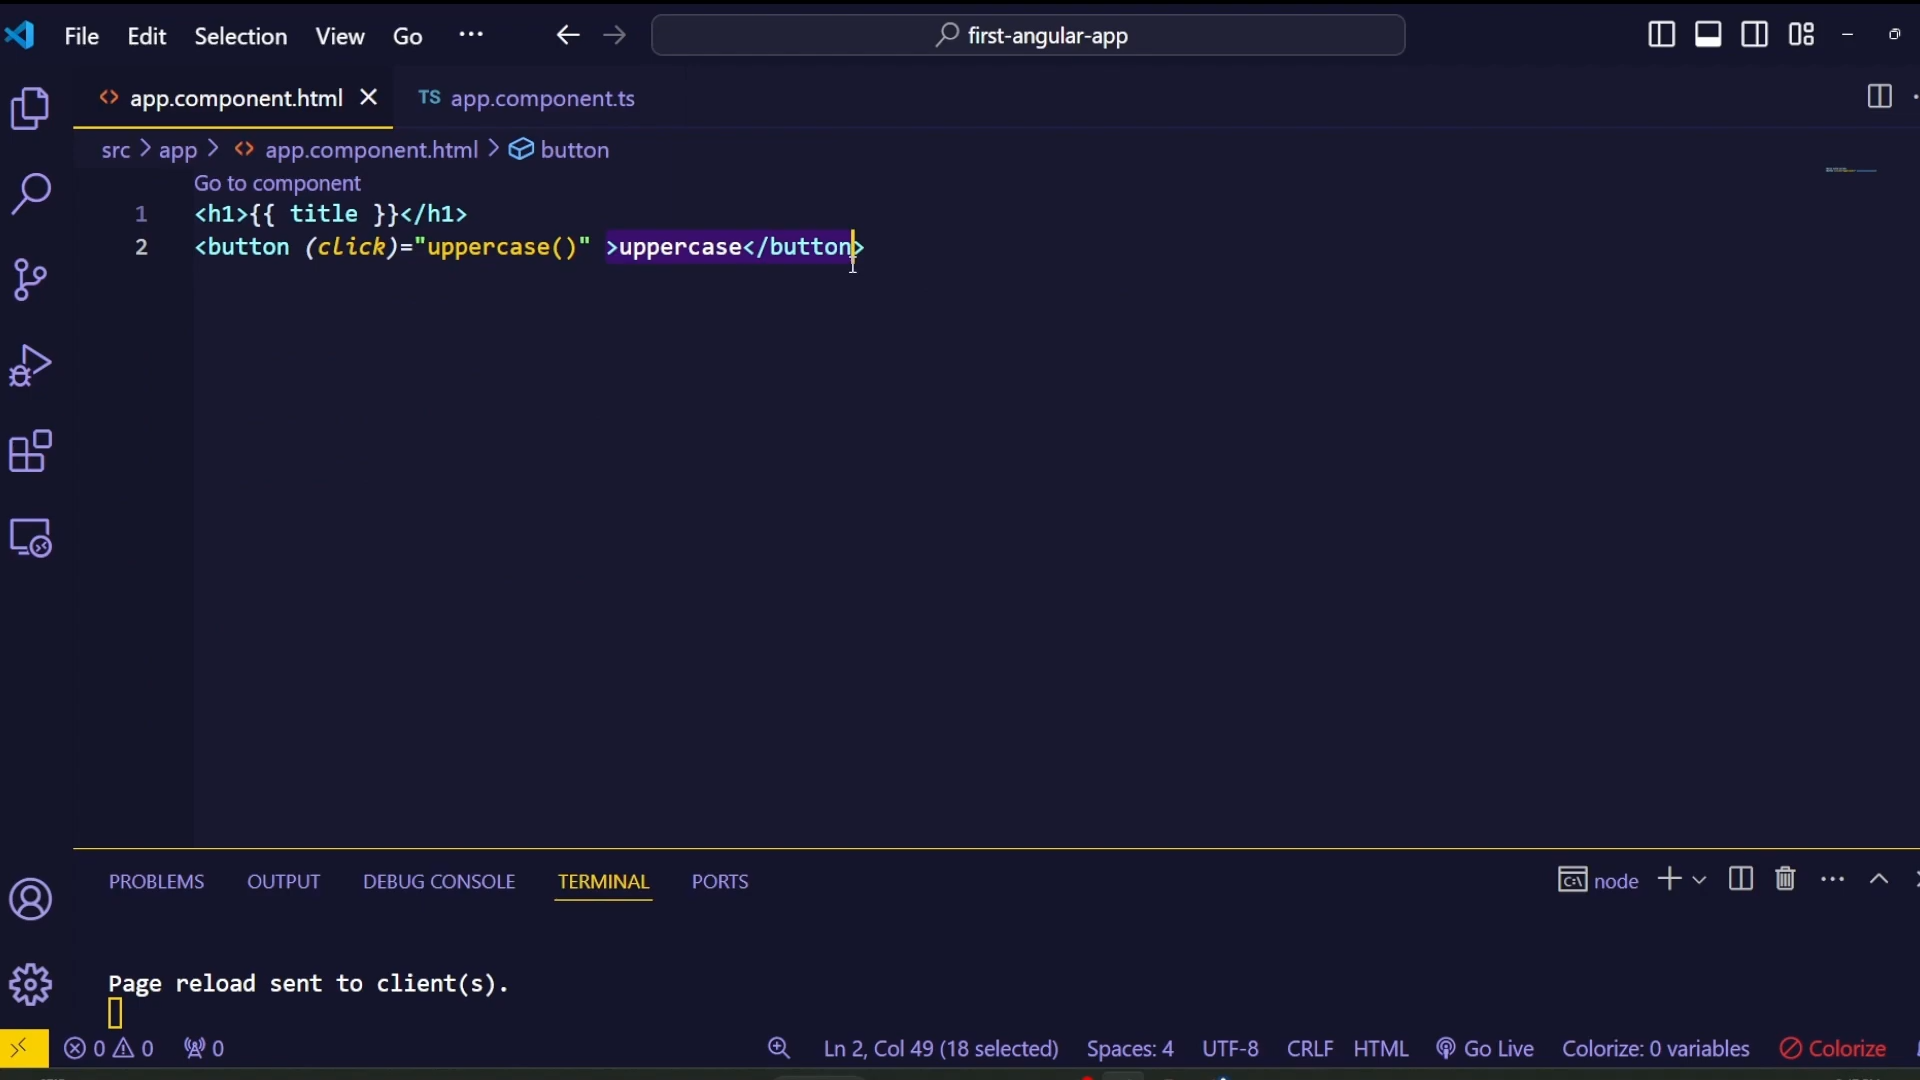 File Edit Selection View Go ··· first-angular-app
app.component.html TS app.component.ts
src > app > app.component.html > button
Go to component
1 <h1>{{ title }}</h1>
2 <button (click)="uppercase()" >uppercase</button>
PROBLEMS OUTPUT DEBUG CONSOLE TERMINAL PORTS node
Page reload sent to client(s).
0 0 0 Ln 2, Col 49 (18 selected) Spaces: 4 UTF-8 CRLF HTML Go Live Colorize: 0 variables Colorize